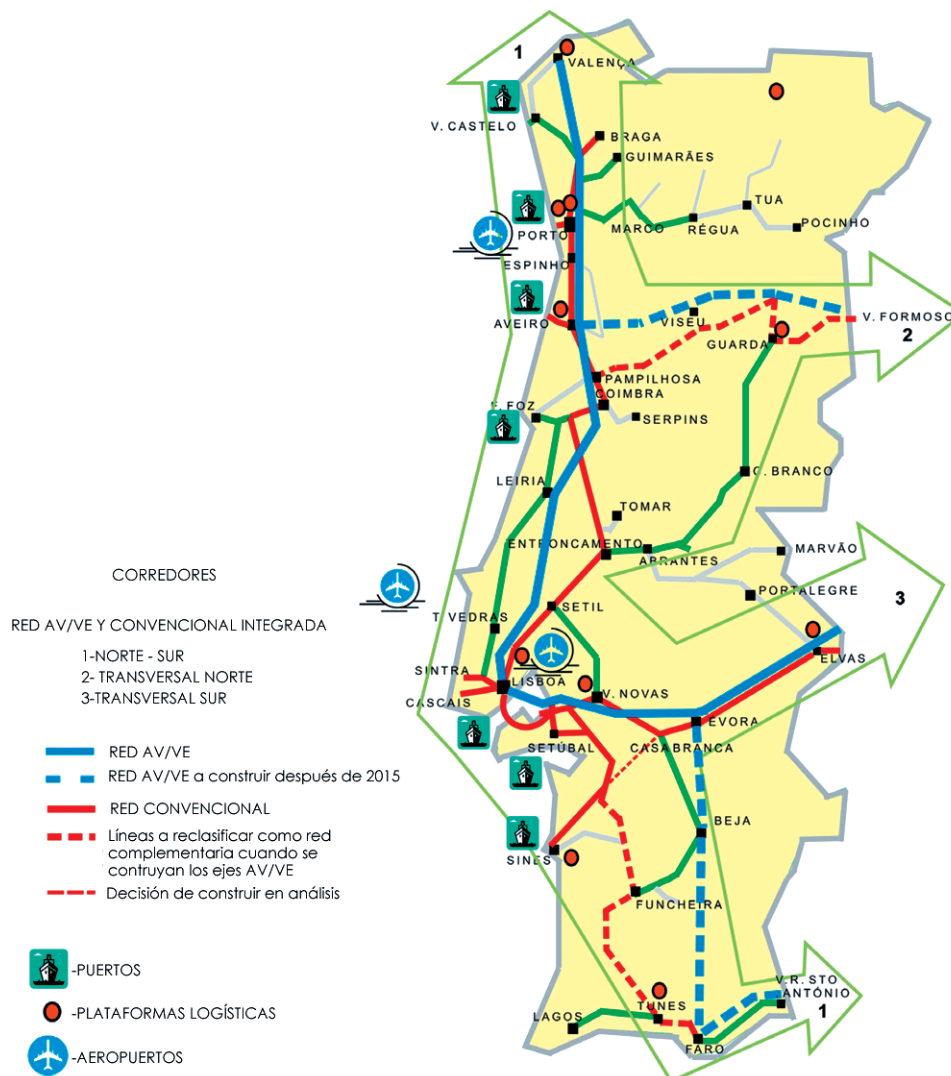 1
VALENÇA
V. CASTELO
BRAGA
GUIMARÃES
TUA
MARCO
RÉGUA
POCINHO
PORTO
ESPINHO
AVEIRO
VISEU
V. FORMOSO
2
GUARDA
PAMPILHOSA
COIMBRA
F. FOZ
SERPINS
LEIRIA
C. BRANCO
TOMAR
ENTRONCAMENTO
ABRANTES
MARVÃO
PORTALEGRE
3
SETIL
T. VEDRAS
ELVAS
SINTRA
LISBOA
CASCAIS
V. NOVAS
ÉVORA
SETÚBAL
CASABRANCA
BEJA
SINES
FUNCHEIRA
V.R. STO
ANTÓNIO
1
TUNES
LAGOS
FARO
CORREDORES
RED AV/VE Y CONVENCIONAL INTEGRADA
1-NORTE - SUR
2- TRANSVERSAL NORTE
3-TRANSVERSAL SUR
RED AV/VE
RED AV/VE a construir después de 2015
RED CONVENCIONAL
Líneas a reclasificar como red
complementaria cuando se
contruyan los ejes AV/VE
Decisión de construir en análisis
-PUERTOS
-PLATAFORMAS LOGÍSTICAS
-AEROPUERTOS